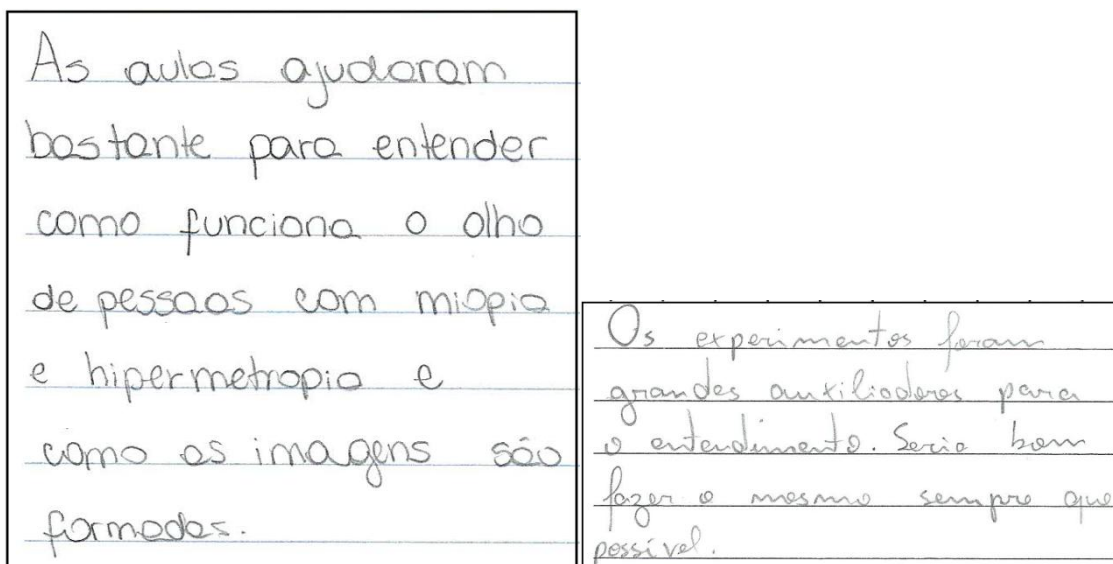 As aulas ajudaram
bastante para entender
como funciona o olho
de pessaos com miopia
e hipermetropia e
como as imagens são
formadas.
Os experimentos foram
grandes auxiliadores para
o entendimento. Seria bom
fazer o mesmo sempre que
possível.